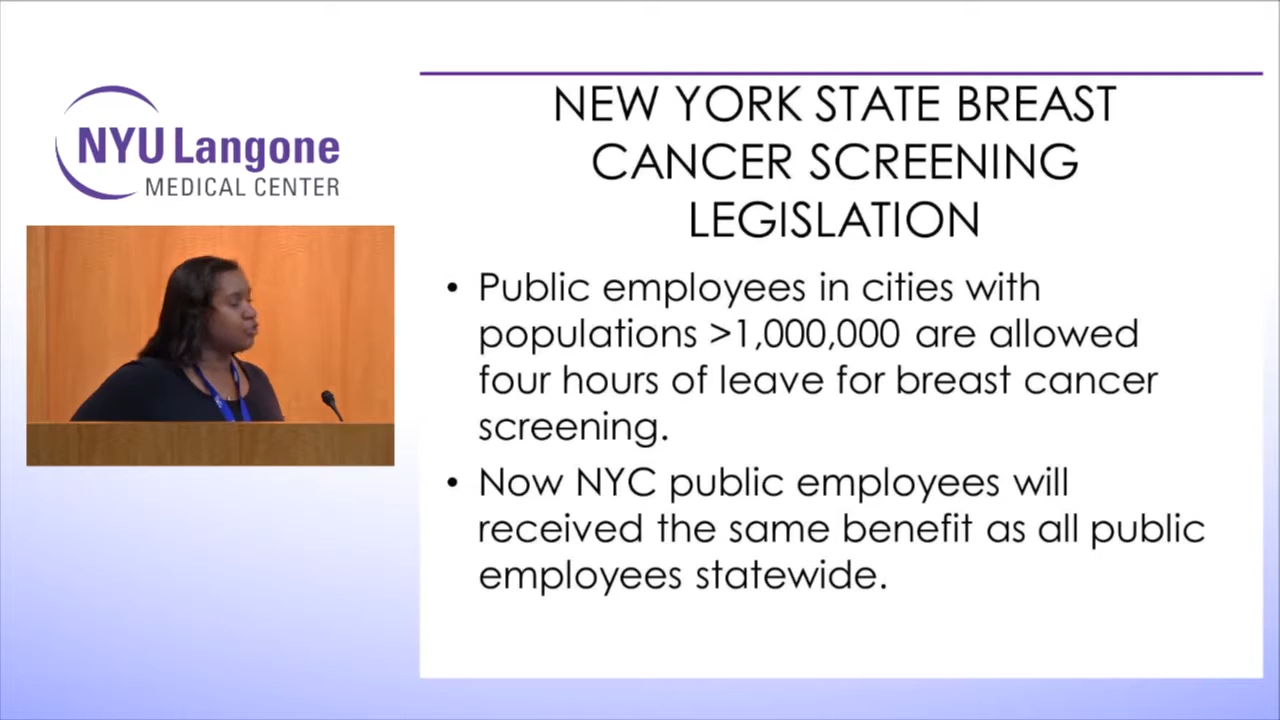 NYU Langone
MEDICAL CENTER
NEW YORK STATE BREAST
CANCER SCREENING
LEGISLATION
• Public employees in cities with
populations >1,000,000 are allowed
four hours of leave for breast cancer
screening.
• Now NYC public employees will
received the same benefit as all public
employees statewide.